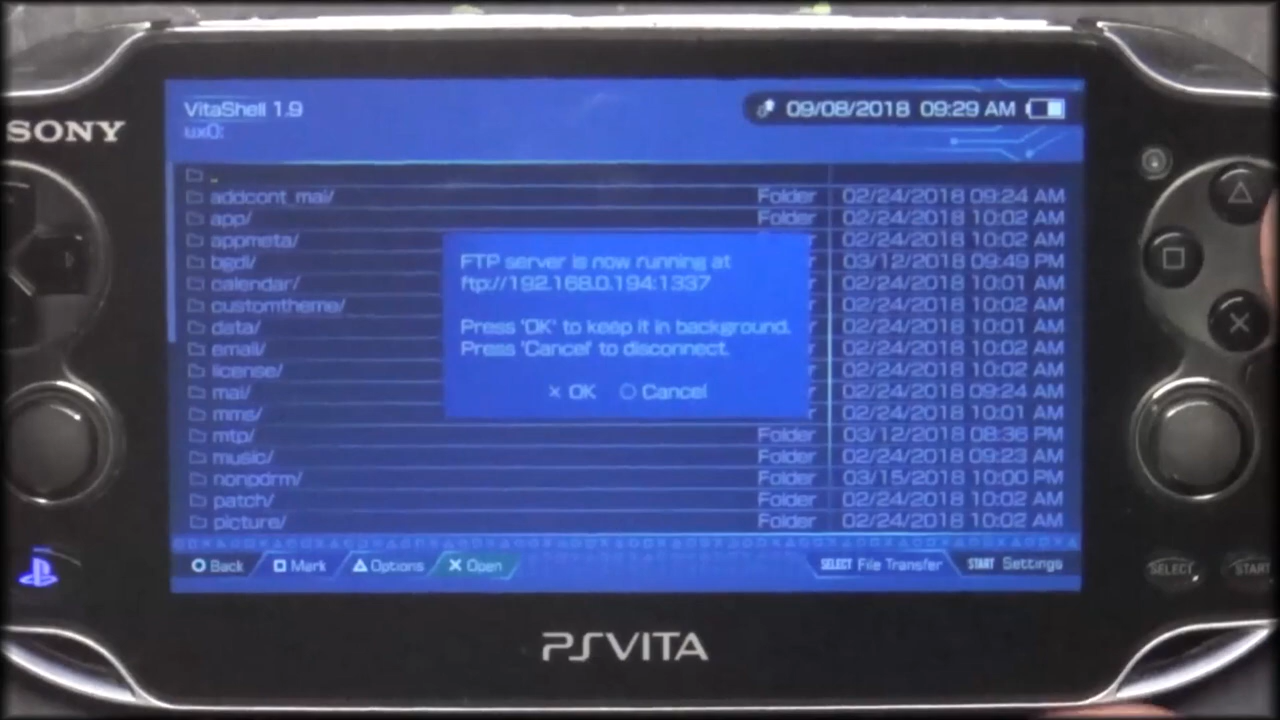 SONY
VitaShell 1.9
09/08/2018 09:29 AM
ux0:
..
addcont_mai/ Folder 02/24/2018 09:24 AM
app/ Folder 02/24/2018 10:02 AM
appmeta/ r 02/24/2018 10:02 AM
bgdl/ r 03/12/2018 09:49 PM
calendar/ r 02/24/2018 10:01 AM
customtheme/ r 02/24/2018 10:02 AM
data/ r 02/24/2018 10:01 AM
email/ r 02/24/2018 10:02 AM
license/ r 02/24/2018 10:02 AM
mai/ r 02/24/2018 09:24 AM
mms/ r 02/24/2018 10:01 AM
mtp/ Folder 03/12/2018 08:36 PM
music/ Folder 02/24/2018 09:23 AM
nonpdrm/ Folder 03/15/2018 10:00 PM
patch/ Folder 02/24/2018 10:02 AM
picture/ Folder 02/24/2018 10:02 AM
FTP server is now running at
ftp://192.168.0.194:1337
Press 'OK' to keep it in background.
Press 'Cancel' to disconnect.
× OK ○ Cancel
○ Back □ Mark △ Options × Open SELECT File Transfer START Settings
SELECT START
PSVITA